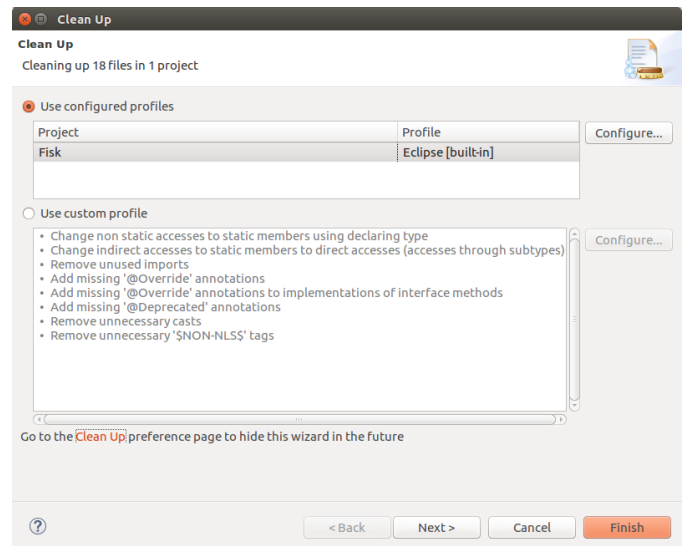 Clean Up
Clean Up
Cleaning up 18 files in 1 project
Use configured profiles
Project Profile Configure...
Fisk Eclipse [built-in]
Use custom profile
• Change non static accesses to static members using declaring type Configure...
• Change indirect accesses to static members to direct accesses (accesses through subtypes)
• Remove unused imports
• Add missing '@Override' annotations
• Add missing '@Override' annotations to implementations of interface methods
• Add missing '@Deprecated' annotations
• Remove unnecessary casts
• Remove unnecessary '$NON-NLS$' tags
Go to the Clean Up preference page to hide this wizard in the future
? < Back Next > Cancel Finish